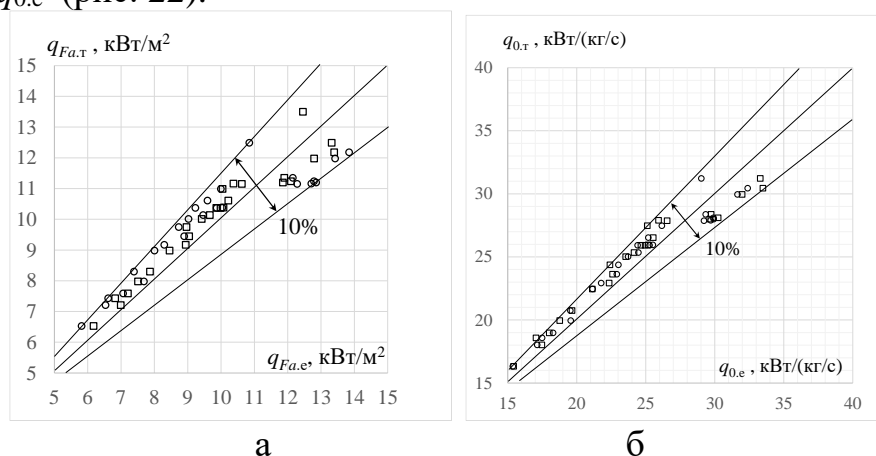 q0.е (рис. 22).
qFa.т , кВт/м2
15
14
13
12
11
10
9
8
7
6
5
10%
qFa.е, кВт/м2
5 6 7 8 9 10 11 12 13 14 15
а
q0.т , кВт/(кг/с)
40
35
30
25
20
15
10%
q0.е , кВт/(кг/с)
15 20 25 30 35 40
б